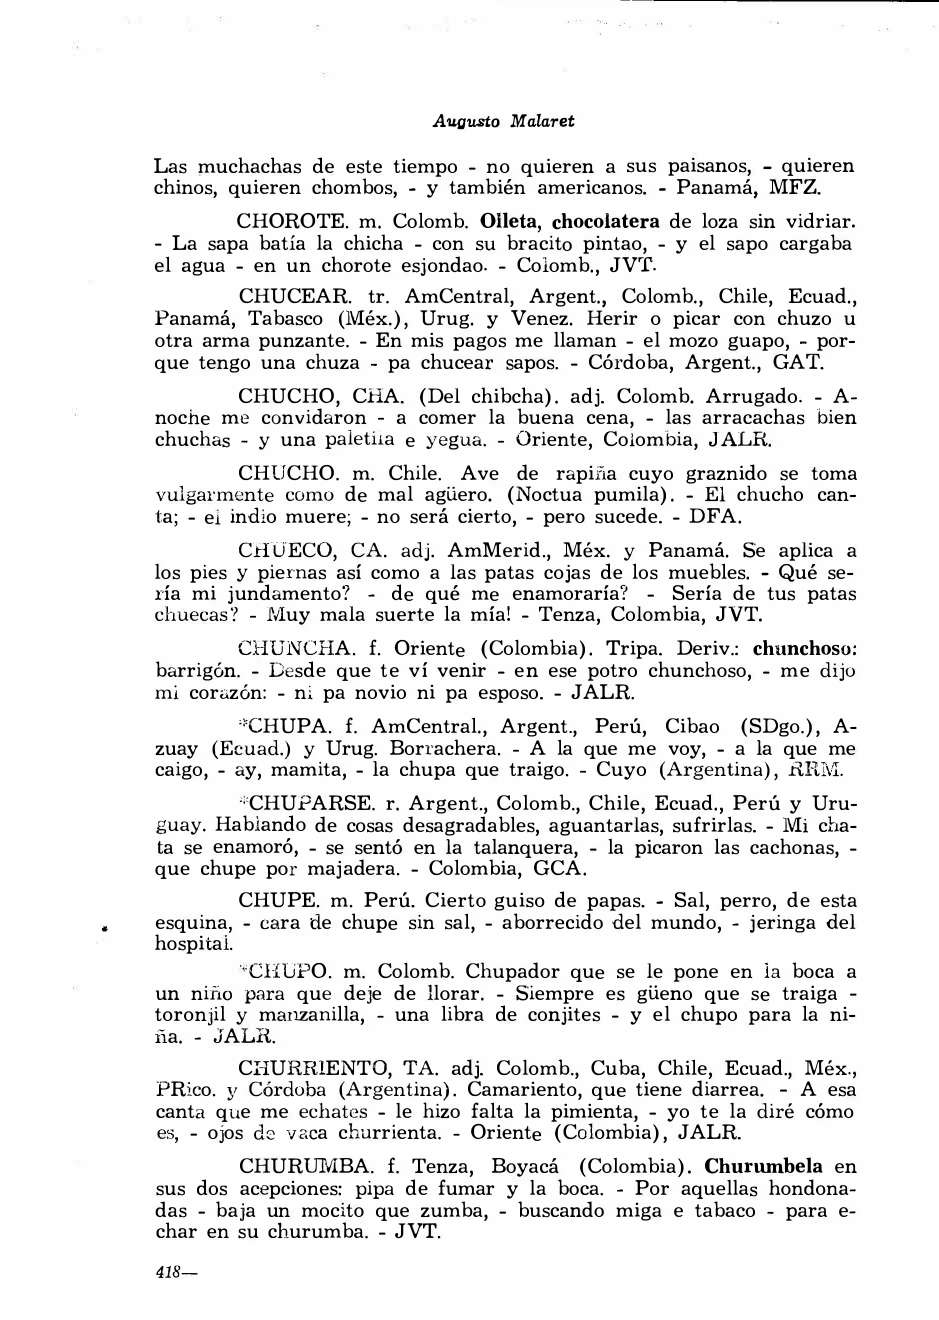 Augusto Malaret
Las muchachas de este tiempo - no quieren a sus paisanos, - quieren
chinos, quieren chombos, - y también americanos. - Panamá, MFZ.
CHOROTE. m. Colomb. Olleta, chocolatera de loza sin vidriar.
- La sapa batía la chicha - con su bracito pintao, - y el sapo cargaba
el agua - en un chorote esjondao. - Colomb., JVT.
CHUCEAR. tr. AmCentral, Argent., Colomb., Chile, Ecuad.,
Panamá, Tabasco (Méx.), Urug. y Venez. Herir o picar con chuzo u
otra arma punzante. - En mis pagos me llaman - el mozo guapo, - por-
que tengo una chuza - pa chucear sapos. - Córdoba, Argent., GAT.
CHUCHO, CHA. (Del chibcha). adj. Colomb. Arrugado. - A-
noche me convidaron - a comer la buena cena, - las arracachas bien
chuchas - y una paletilla e yegua. - Oriente, Colombia, JALR.
CHUCHO. m. Chile. Ave de rapiña cuyo graznido se toma
vulgarmente como de mal agüero. (Noctua pumila). - El chucho can-
ta; - el indio muere; - no será cierto, - pero sucede. - DFA.
CHUECO, CA. adj. AmMerid., Méx. y Panamá. Se aplica a
los pies y piernas así como a las patas cojas de los muebles. - Qué se-
ría mi jundamento? - de qué me enamoraría? - Sería de tus patas
chuecas? - Muy mala suerte la mía! - Tenza, Colombia, JVT.
CHUNCHA. f. Oriente (Colombia). Tripa. Deriv.: chunchoso:
barrigón. - Desde que te ví venir - en ese potro chunchoso, - me dijo
mi corazón: - ni pa novio ni pa esposo. - JALR.
*CHUPA. f. AmCentral., Argent., Perú, Cibao (SDgo.), A-
zuay (Ecuad.) y Urug. Borrachera. - A la que me voy, - a la que me
caigo, - ay, mamita, - la chupa que traigo. - Cuyo (Argentina), RRM.
*CHUPARSE. r. Argent., Colomb., Chile, Ecuad., Perú y Uru-
guay. Hablando de cosas desagradables, aguantarlas, sufrirlas. - Mi cha-
ta se enamoró, - se sentó en la talanquera, - la picaron las cachonas, -
que chupe por majadera. - Colombia, GCA.
CHUPE. m. Perú. Cierto guiso de papas. - Sal, perro, de esta
esquina, - cara de chupe sin sal, - aborrecido del mundo, - jeringa del
hospital.
*CHUPO. m. Colomb. Chupador que se le pone en la boca a
un niño para que deje de llorar. - Siempre es güeno que se traiga -
toronjil y manzanilla, - una libra de conjites - y el chupo para la ni-
ña. - JALR.
CHURRIENTO, TA. adj. Colomb., Cuba, Chile, Ecuad., Méx.,
PRico. y Córdoba (Argentina). Camariento, que tiene diarrea. - A esa
canta que me echates - le hizo falta la pimienta, - yo te la diré cómo
es, - ojos de vaca churrienta. - Oriente (Colombia), JALR.
CHURUMBA. f. Tenza, Boyacá (Colombia). Churumbela en
sus dos acepciones: pipa de fumar y la boca. - Por aquellas hondona-
das - baja un mocito que zumba, - buscando miga e tabaco - para e-
char en su churumba. - JVT.
418—